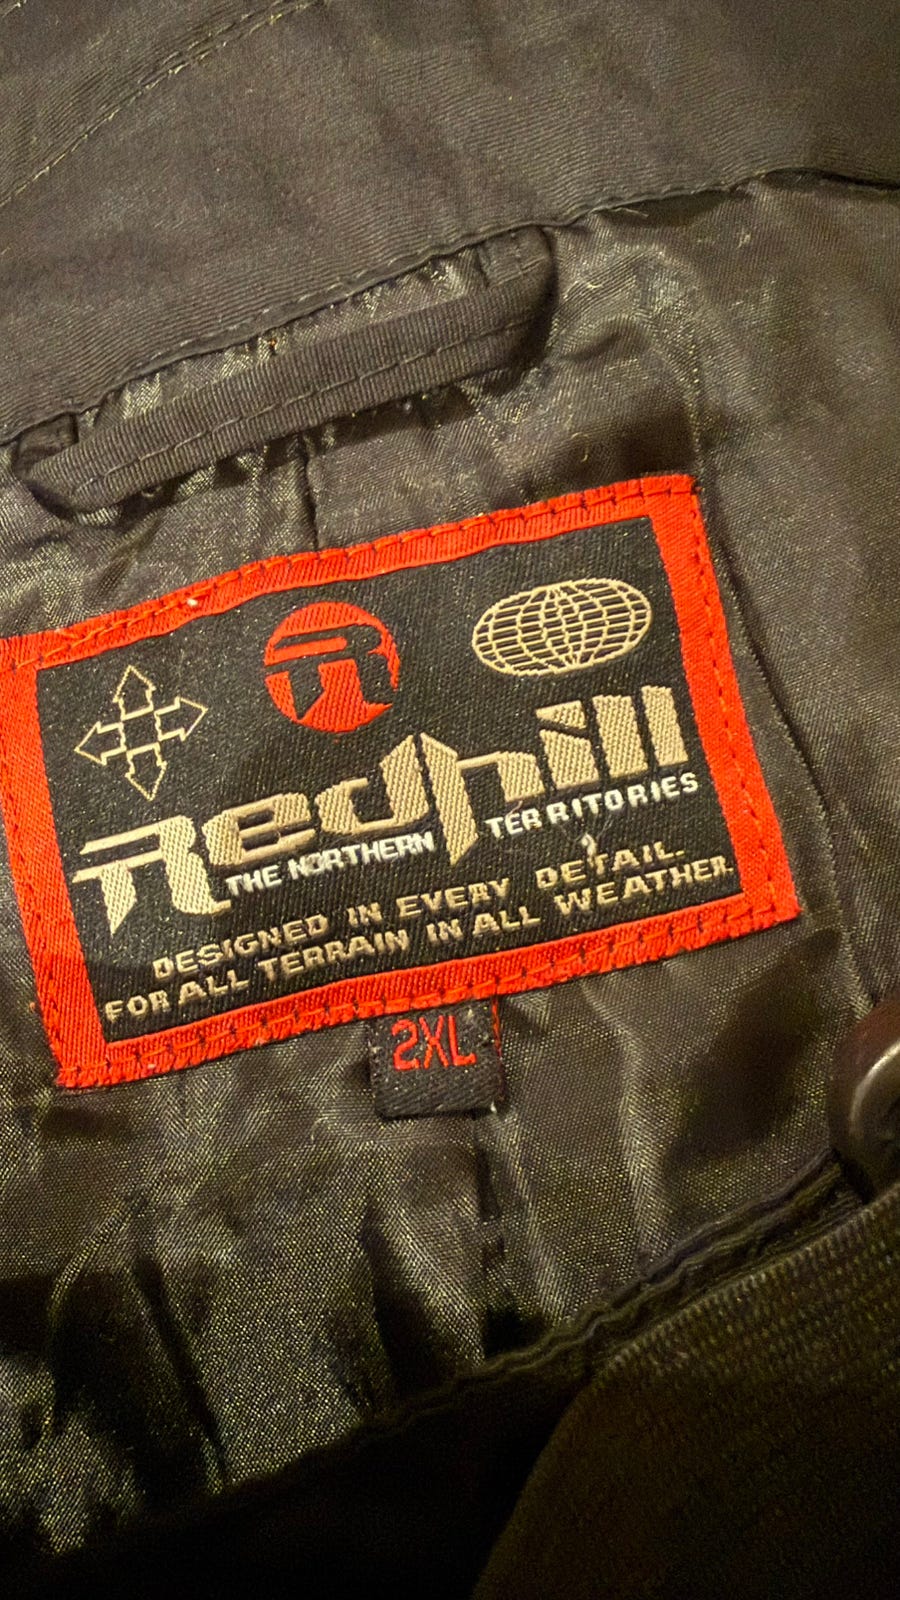 R
Redhill
THE NORTHERN TERRITORIES
DESIGNED IN EVERY DETAIL.
FOR ALL TERRAIN IN ALL WEATHER.
2XL